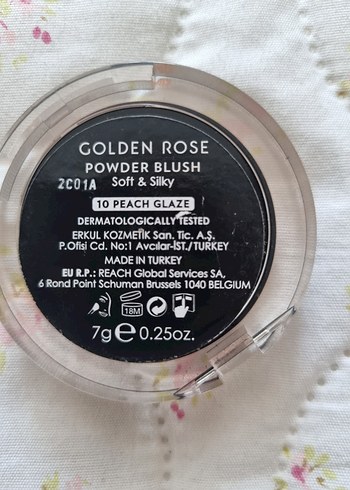 GOLDEN ROSE
POWDER BLUSH
Soft & Silky
2C01A
10 PEACH GLAZE
DERMATOLOGICALLY TESTED
ERKUL KOZMETİK San. Tic. A.Ş.
P.Ofisi Cd. No:1 Avcılar-İST./TURKEY
MADE IN TURKEY
EU R.P.: REACH Global Services SA,
6 Rond Point Schuman Brussels 1040 BELGIUM
18M
7g e 0.25oz.